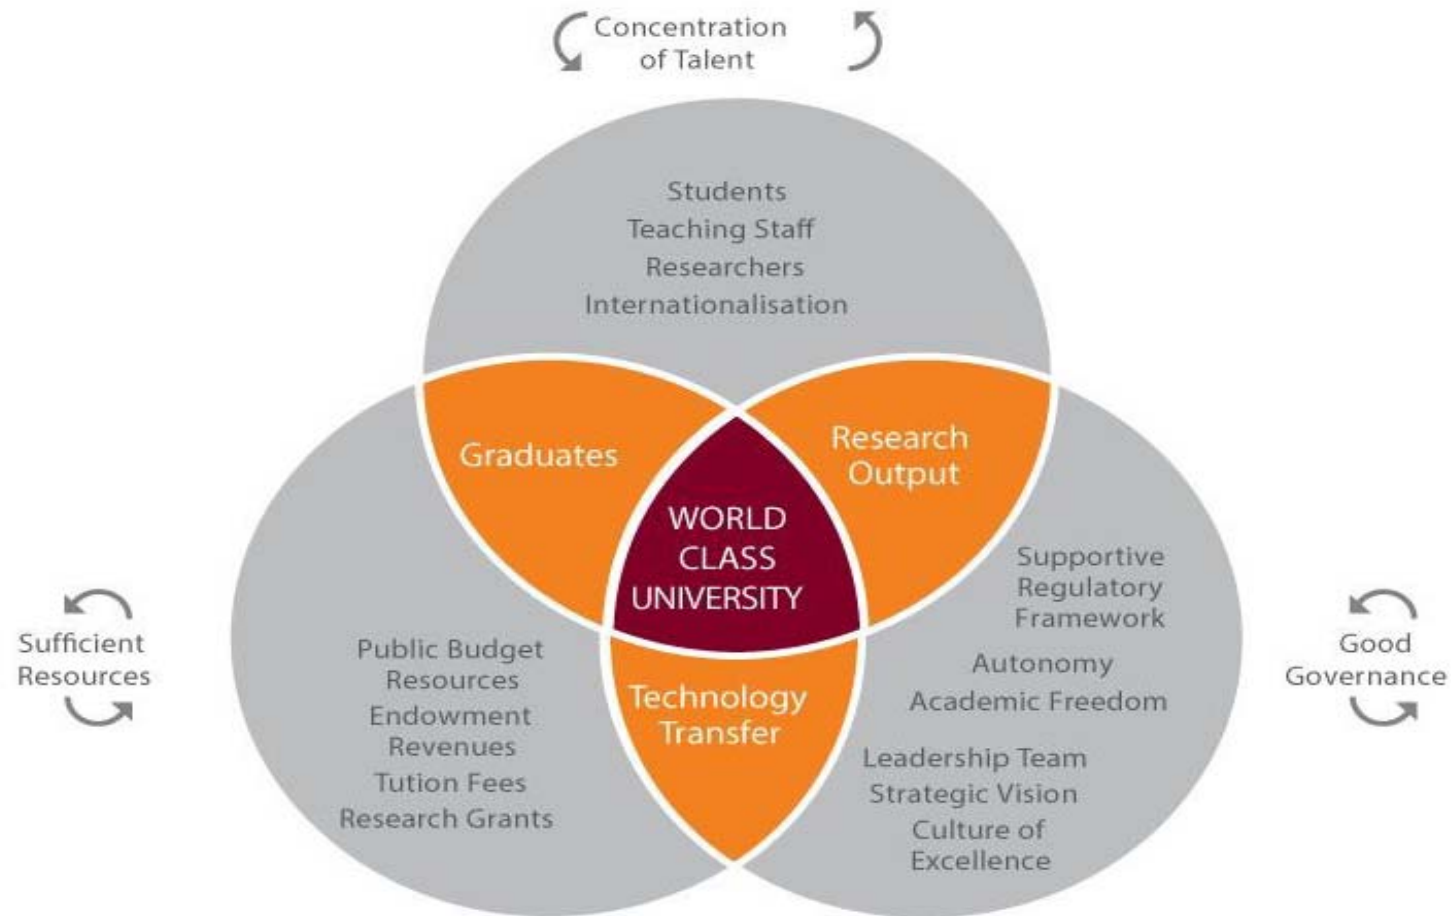 Concentration
of Talent
Students
Teaching Staff
Researchers
Internationalisation
Graduates
Research
Output
WORLD
CLASS
UNIVERSITY
Sufficient
Resources
Public Budget
Resources
Endowment
Revenues
Tution Fees
Research Grants
Technology
Transfer
Supportive
Regulatory
Framework
Autonomy
Academic Freedom
Leadership Team
Strategic Vision
Culture of
Excellence
Good
Governance